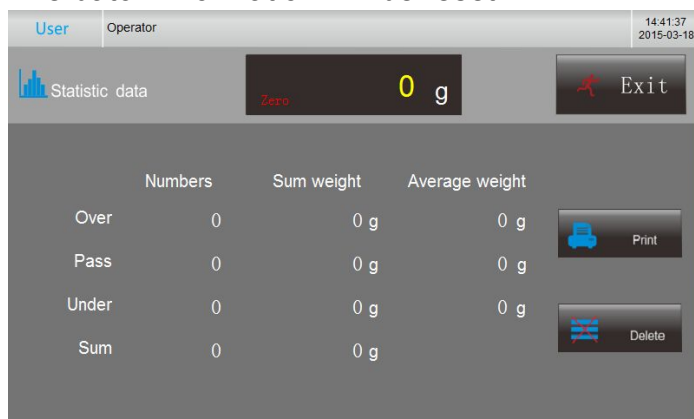 User Operator 14:41:37
2015-03-18
Statistic data Zero 0 g Exit
Numbers Sum weight Average weight
Over 0 0 g 0 g
Pass 0 0 g 0 g
Under 0 0 g 0 g
Sum 0 0 g
Print
Delete